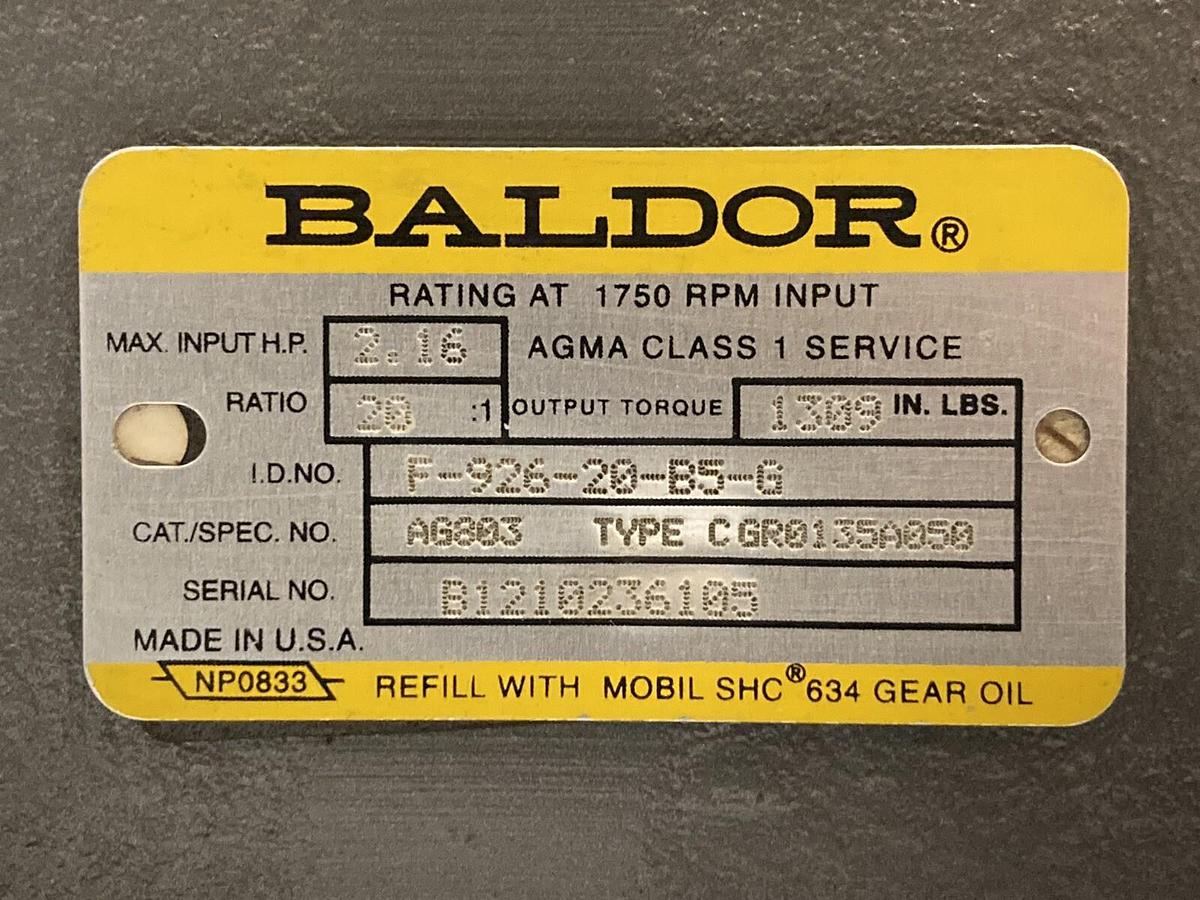 BALDOR®
RATING AT 1750 RPM INPUT
MAX. INPUT H.P. 2.16 AGMA CLASS 1 SERVICE
RATIO 20 :1 OUTPUT TORQUE 1309 IN. LBS.
I.D.NO. F-926-20-B5-G
CAT./SPEC. NO. AG803 TYPE C GR0135A050
SERIAL NO. B1210236105
MADE IN U.S.A.
NP0833 REFILL WITH MOBIL SHC®634 GEAR OIL